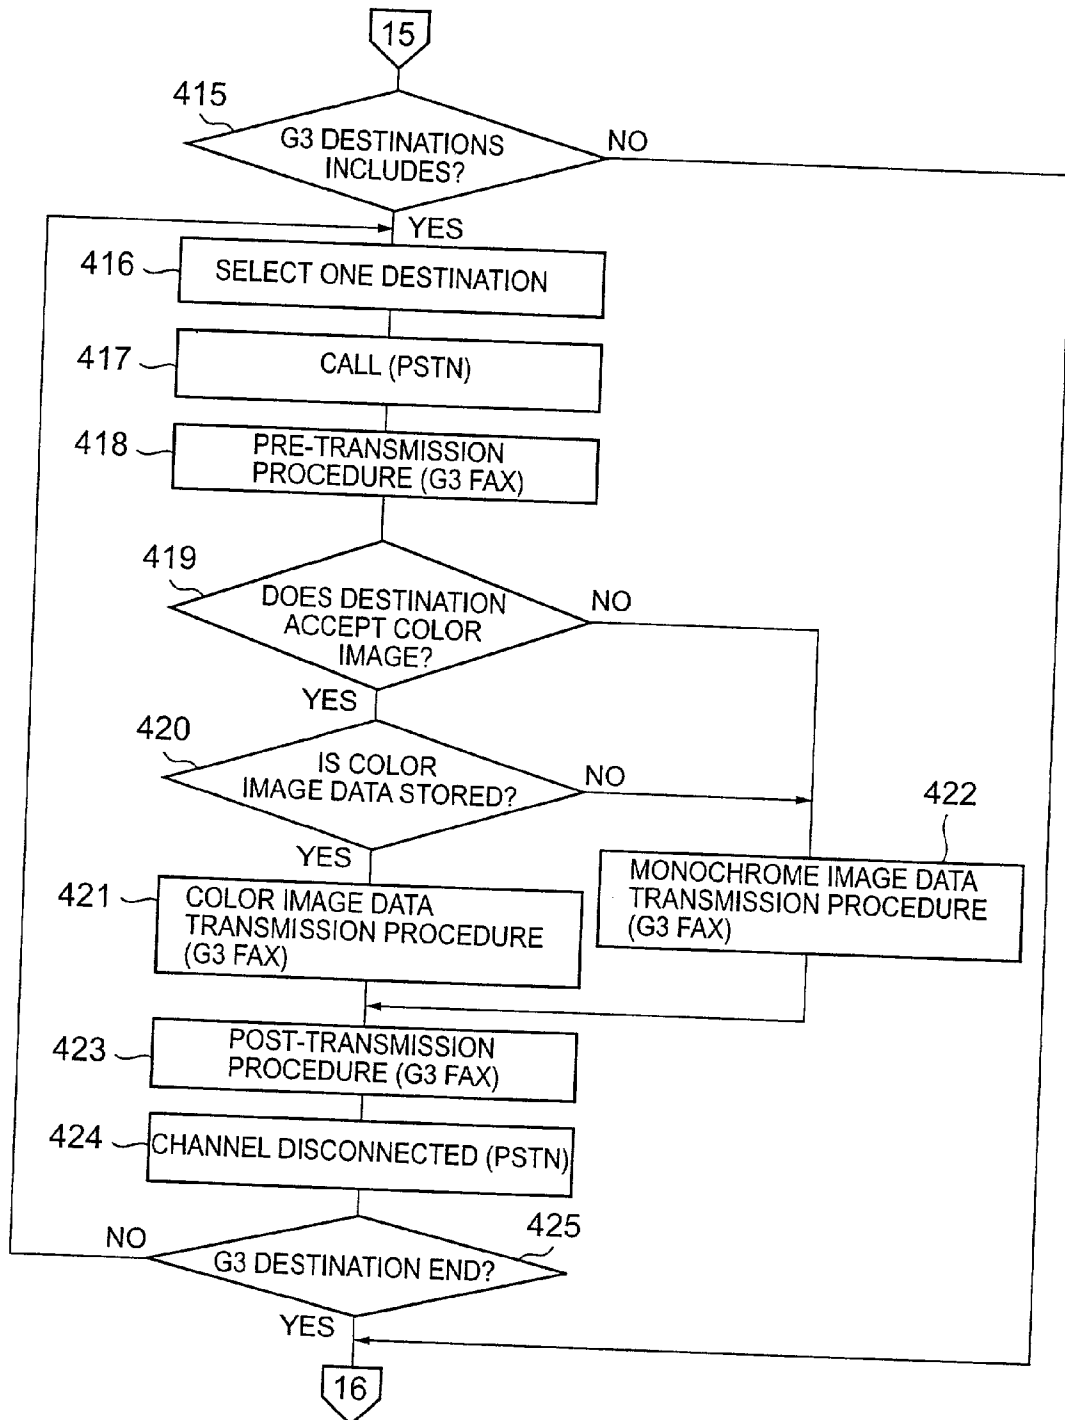 15
415
G3 DESTINATIONS
INCLUDES?
NO
YES
416
SELECT ONE DESTINATION
417
CALL (PSTN)
418
PRE-TRANSMISSION
PROCEDURE (G3 FAX)
419
DOES DESTINATION
ACCEPT COLOR
IMAGE?
NO
YES
420
IS COLOR
IMAGE DATA STORED?
NO
YES
422
MONOCHROME IMAGE DATA
TRANSMISSION PROCEDURE
(G3 FAX)
421
COLOR IMAGE DATA
TRANSMISSION PROCEDURE
(G3 FAX)
423
POST-TRANSMISSION
PROCEDURE (G3 FAX)
424
CHANNEL DISCONNECTED (PSTN)
425
NO
G3 DESTINATION END?
YES
16